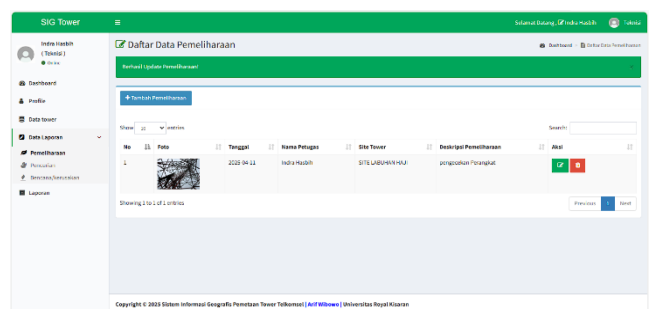 SIG Tower
Selamat Datang, Indra Hasbih Teknisi
Indra Hasbih
( Teknisi )
Online
Dashboard
Profile
Data tower
Data Laporan
Pemeliharaan
Pencurian
Bencana/kerusakan
Laporan
Daftar Data Pemeliharaan
Dashboard > Daftar Data Pemeliharaan
Berhasil Update Pemeliharaan!
+ Tambah Pemeliharaan
Show 10 entries
Search:
No Foto Tanggal Nama Petugas Site Tower Deskripsi Pemeliharaan Aksi
1 2025-04-11 Indra Hasbih SITE LABUHAN HAJI pengecekan Perangkat
Showing 1 to 1 of 1 entries
Previous 1 Next
Copyright © 2025 Sistem Informasi Geografis Pemetaan Tower Telkomsel | Arif Wibowo | Universitas Royal Kisaran